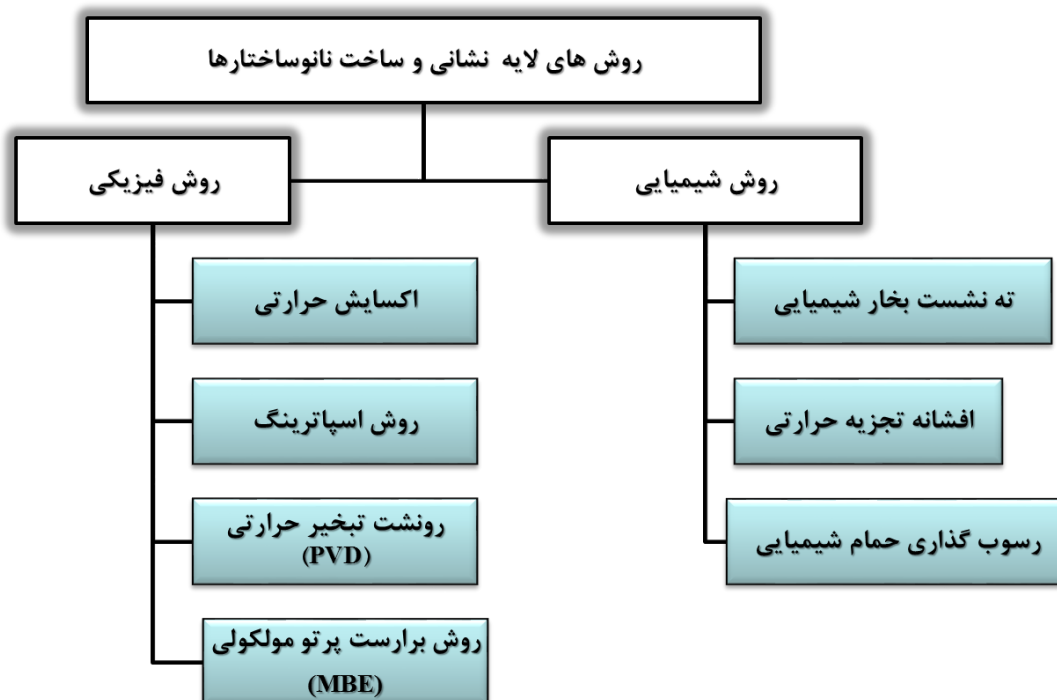 روش های لایه نشانی و ساخت نانوساختارها
روش شیمیایی
روش فیزیکی
ته نشست بخار شیمیایی
افشانه تجزیه حرارتی
رسوب گذاری حمام شیمیایی
اکسایش حرارتی
روش اسپاترینگ
رونشت تبخیر حرارتی
(PVD)
روش برارست پرتو مولکولی
(MBE)